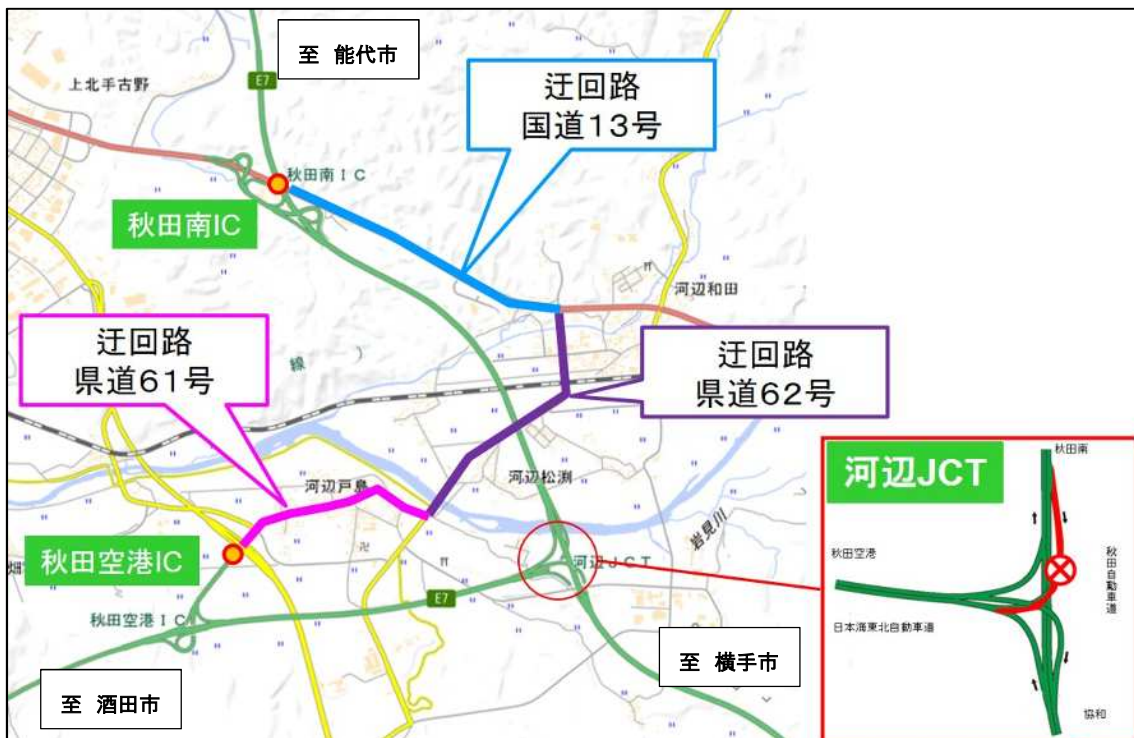 至 能代市
E7
上北手古野
迂回路
国道13号
秋田南IC
秋田南IC
河辺和田
迂回路
県道61号
線
迂回路
県道62号
河辺戸島
河辺松渕
岩見川
秋田空港IC
河辺JCT
E7
秋田空港IC
至 酒田市
至 横手市
河辺JCT
秋田南
秋田空港
秋田自動車道
日本海東北自動車道
協和